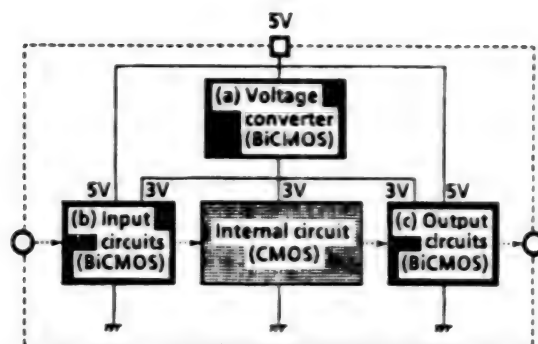 5V
(a) Voltage
converter
(BiCMOS)
5V 3V 3V 3V 5V
(b) Input
circuits
(BiCMOS)
Internal circuit
(CMOS)
(c) Output
circuits
(BiCMOS)